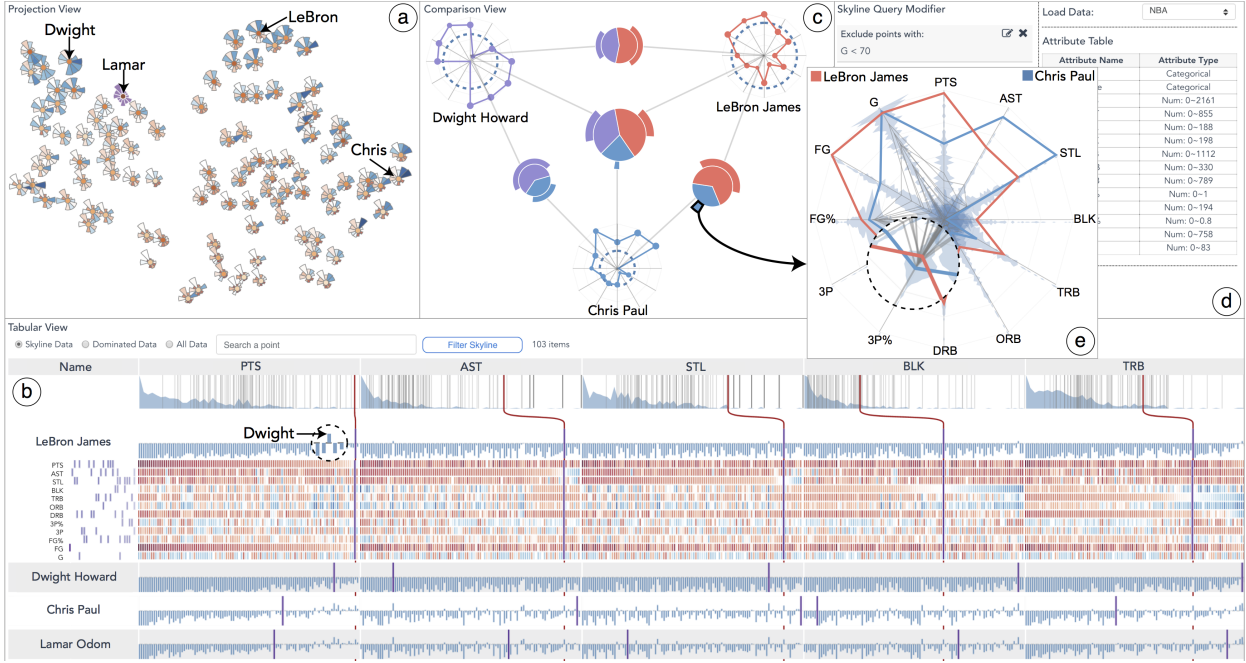 Projection View
a
LeBron
Dwight
Lamar
Chris
Comparison View
c
Dwight Howard
LeBron James
Chris Paul
Skyline Query Modifier
Exclude points with:
G < 70
Load Data:
NBA
Attribute Table
Attribute Name
Attribute Type
Categorical
Categorical
Num: 0~2161
Num: 0~855
Num: 0~188
Num: 0~198
Num: 0~1112
Num: 0~330
Num: 0~789
Num: 0~1
Num: 0~194
Num: 0~0.8
Num: 0~758
Num: 0~83
d
LeBron James
Chris Paul
PTS
AST
STL
BLK
TRB
ORB
DRB
3P%
3P
FG%
FG
G
e
Tabular View
Skyline Data
Dominated Data
All Data
Search a point
Filter Skyline
103 items
Name
PTS
AST
STL
BLK
TRB
b
Dwight
LeBron James
PTS
AST
STL
BLK
TRB
ORB
DRB
3P%
3P
FG%
FG
G
Dwight Howard
Chris Paul
Lamar Odom